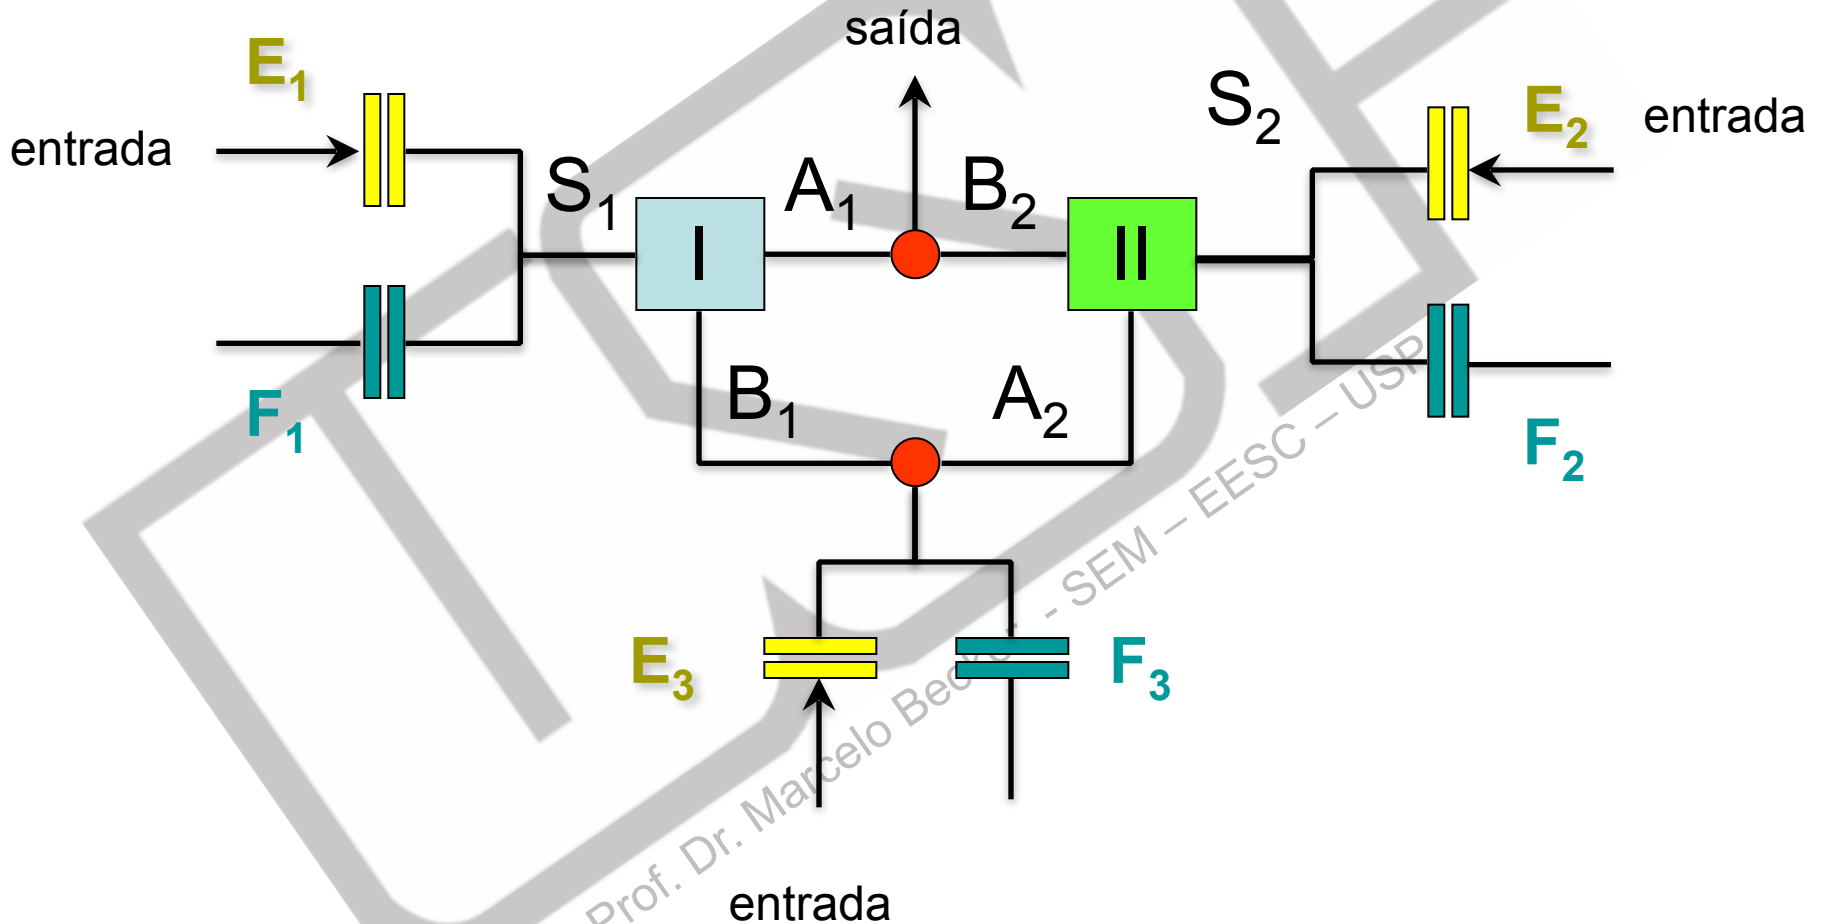 saída
E1
S2
E2
entrada
entrada
S1
A1
B2
I
II
F1
B1
A2
F2
E3
F3
Prof. Dr. Marcelo Becker - SEM – EESC – USP
entrada